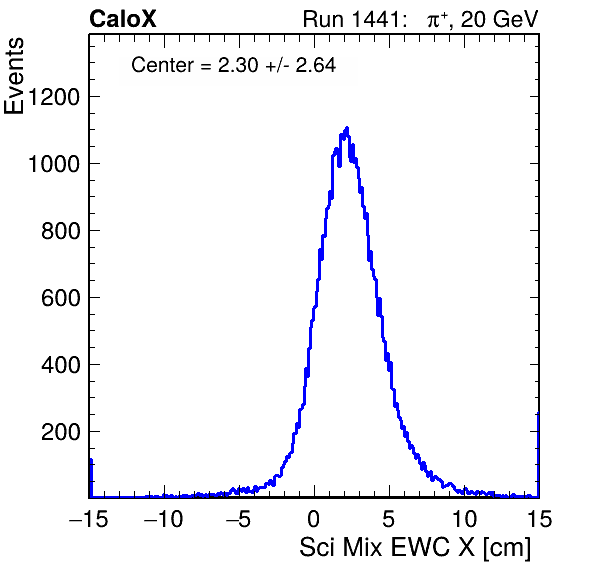 CaloX Run 1441: π⁺, 20 GeV
Center = 2.30 +/- 2.64
Events
1200
1000
800
600
400
200
−15 −10 −5 0 5 10 15
Sci Mix EWC X [cm]